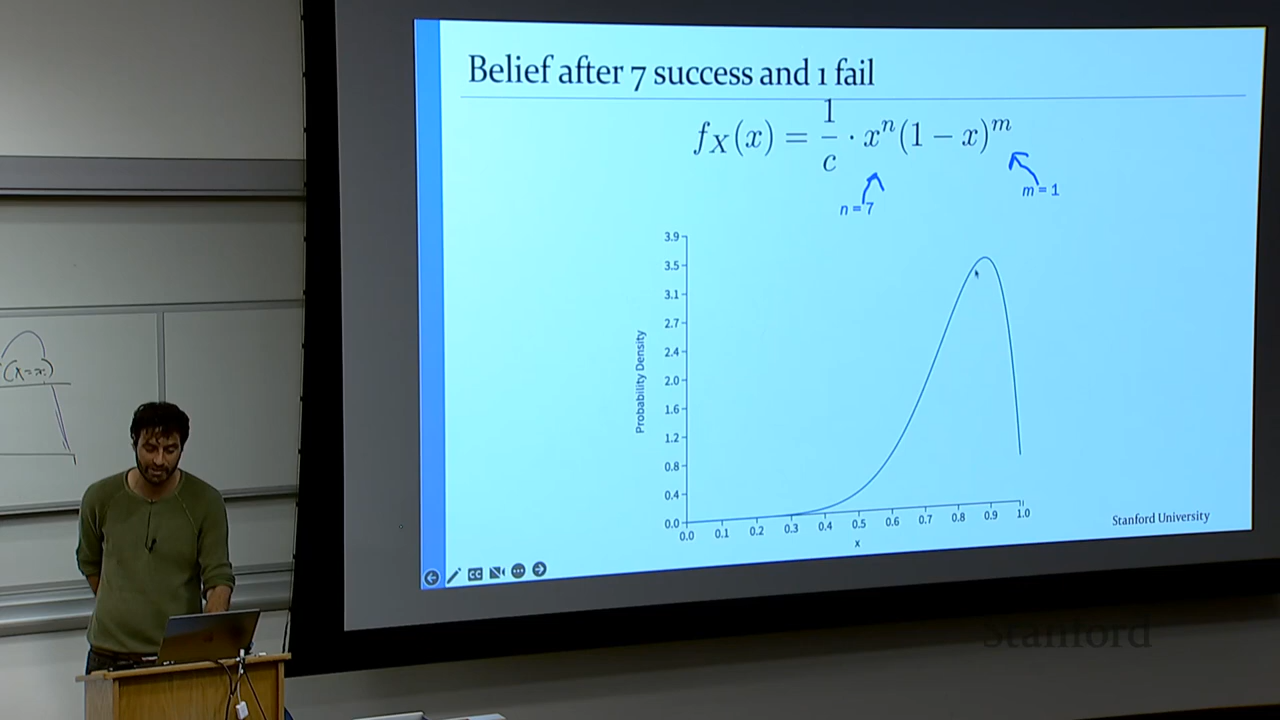 Belief after 7 success and 1 fail
fX(x) = 1/c · x^n(1 − x)^m
n = 7
m = 1
3.9
3.5
3.1
2.7
2.4
2.0
1.6
1.2
0.8
0.4
0.0
Probability Density
0.0 0.1 0.2 0.3 0.4 0.5 0.6 0.7 0.8 0.9 1.0
x
Stanford University
CC
(X=x)
Stanford